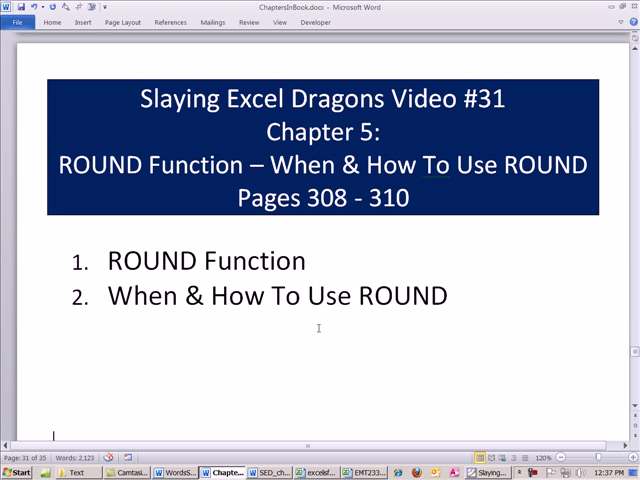 ChaptersInBook.docx - Microsoft Word
File Home Insert Page Layout References Mailings Review View Developer
Slaying Excel Dragons Video #31
Chapter 5:
ROUND Function – When & How To Use ROUND
Pages 308 - 310
1. ROUND Function
2. When & How To Use ROUND
Page: 31 of 35 Words: 2,123 120%
Start Text Camtas WordsS Chapte SED_ch excelsf EMT233 Slaying 12:37 PM